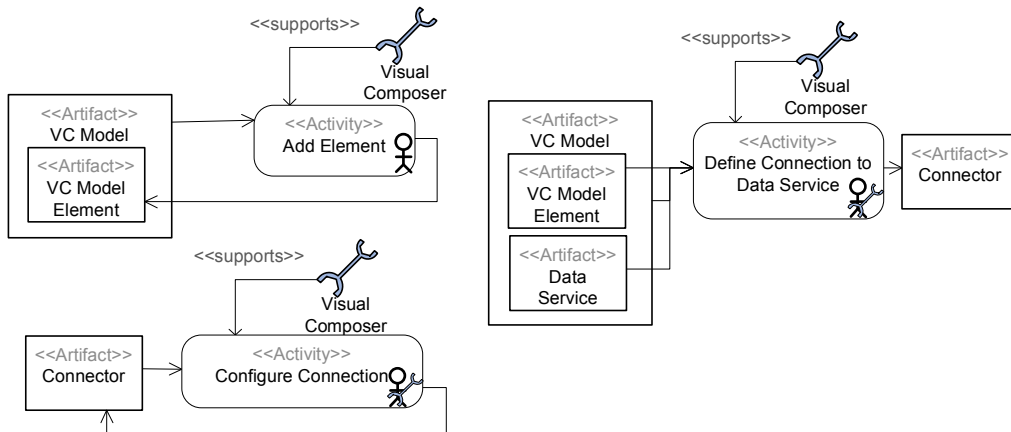 <<supports>>
Visual
Composer
<<Artifact>>
VC Model
<<Artifact>>
VC Model
Element
<<Activity>>
Add Element
<<supports>>
Visual
Composer
<<Artifact>>
VC Model
<<Artifact>>
VC Model
Element
<<Artifact>>
Data
Service
<<Activity>>
Define Connection to
Data Service
<<Artifact>>
Connector
<<supports>>
Visual
Composer
<<Artifact>>
Connector
<<Activity>>
Configure Connection